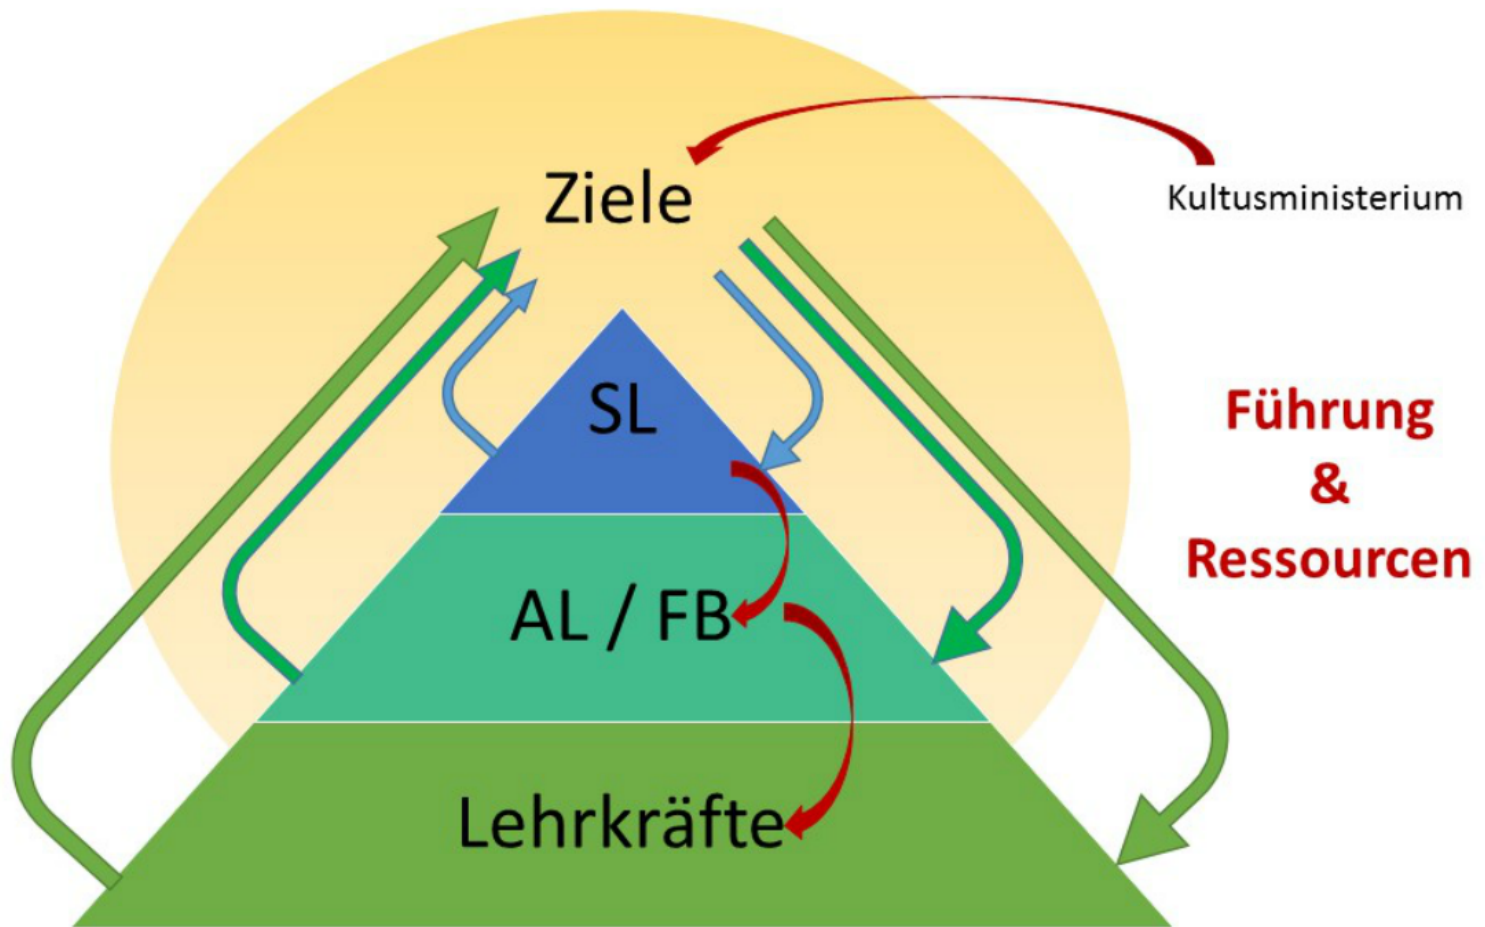 Ziele
Kultusministerium
SL
Führung
&
Ressourcen
AL / FB
Lehrkräfte